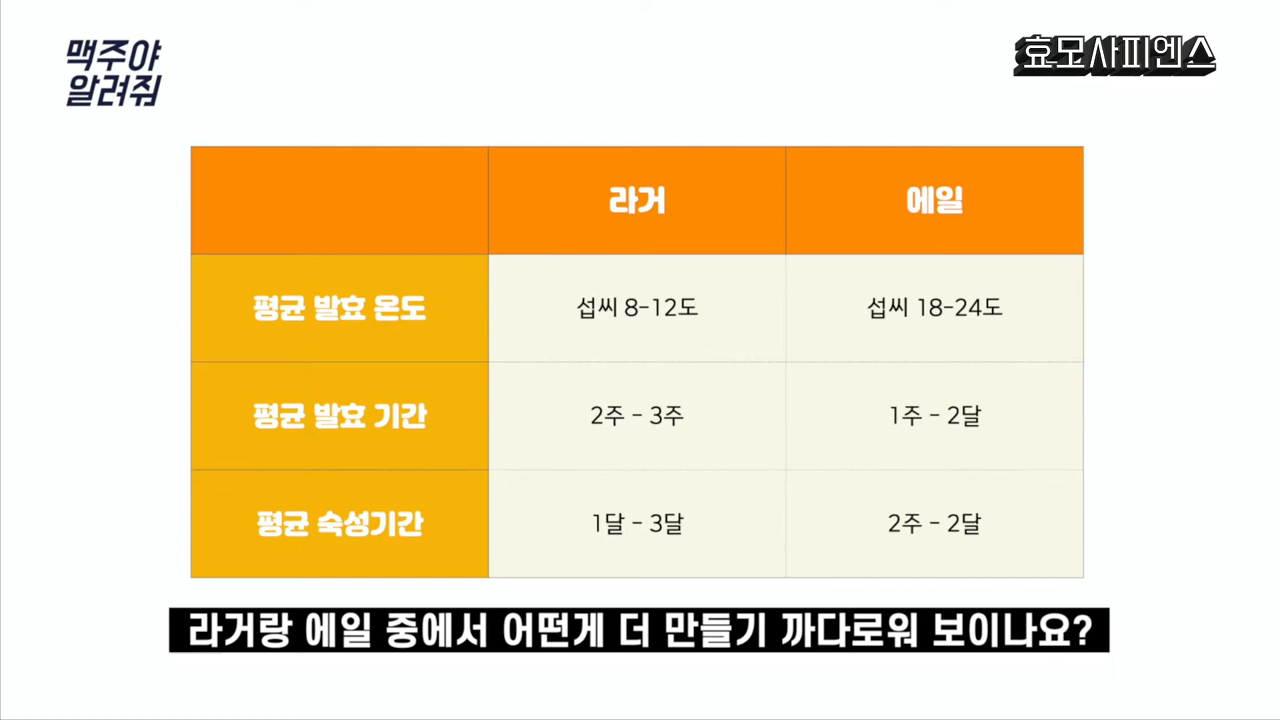 맥주야
알려줘
효모사피엔스
라거
에일
평균 발효 온도
섭씨 8-12도
섭씨 18-24도
평균 발효 기간
2주 - 3주
1주 - 2달
평균 숙성기간
1달 - 3달
2주 - 2달
라거랑 에일 중에서 어떤게 더 만들기 까다로워 보이나요?